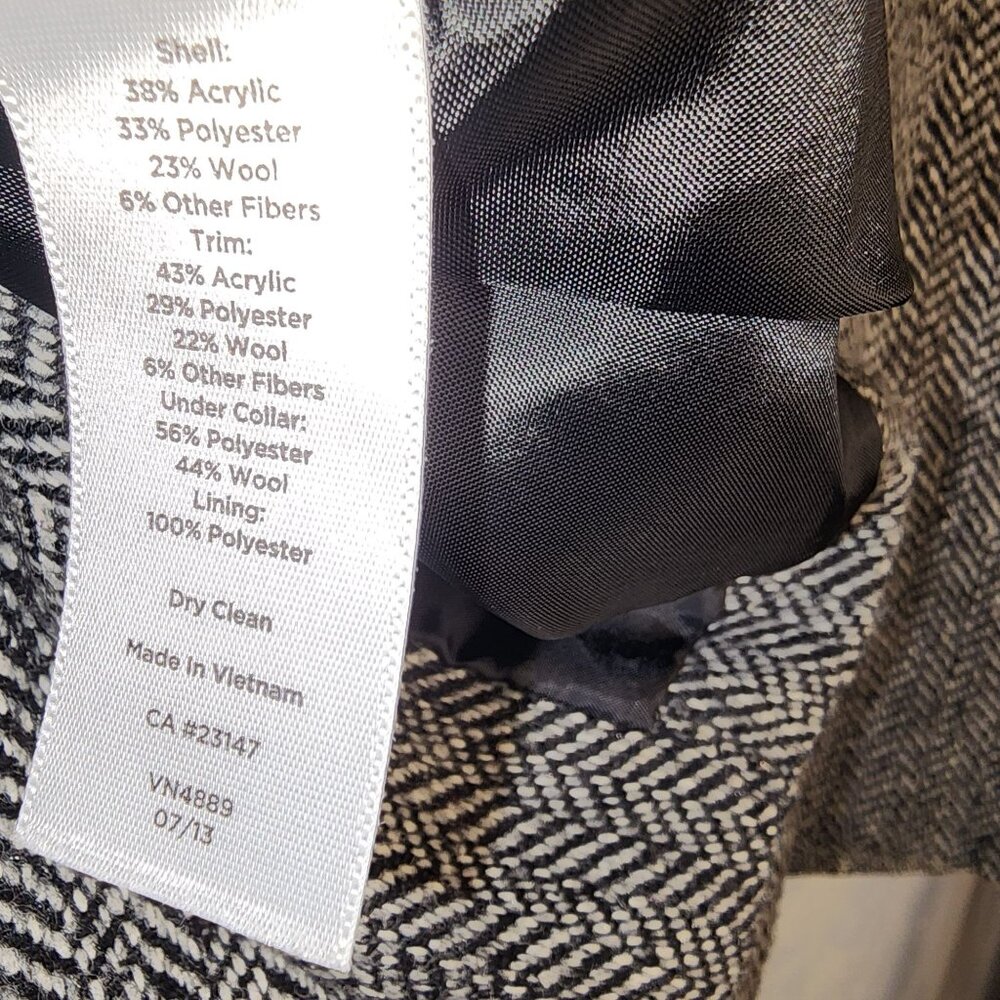 Shell:
38% Acrylic
33% Polyester
23% Wool
6% Other Fibers
Trim:
43% Acrylic
29% Polyester
22% Wool
6% Other Fibers
Under Collar:
56% Polyester
44% Wool
Lining:
100% Polyester
Dry Clean
Made In Vietnam
CA #23147
VN4889
07/13